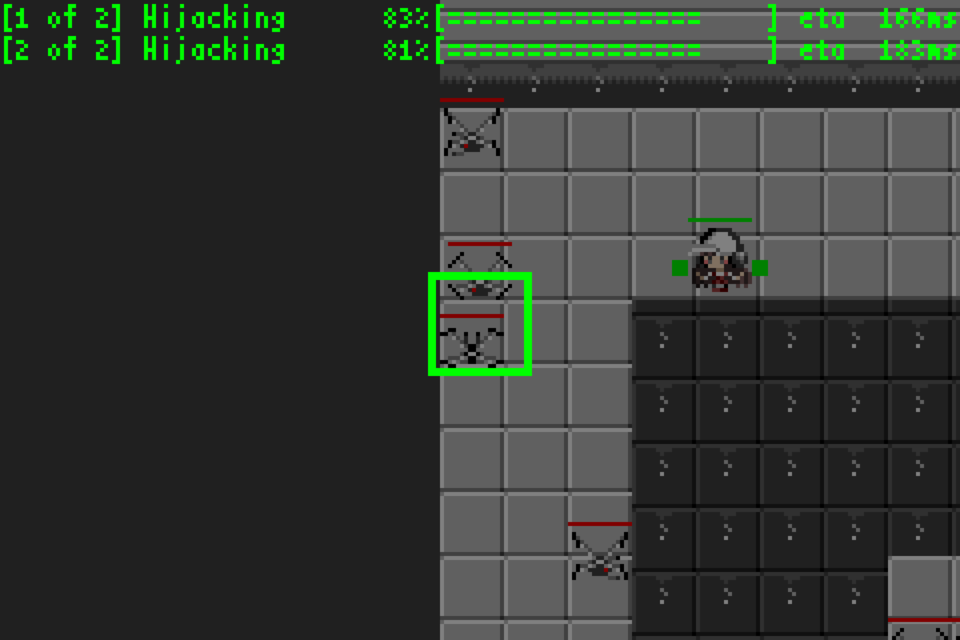 [1 of 2] Hijacking 83%[================ ] eta 166ms
[2 of 2] Hijacking 81%[================ ] eta 183ms